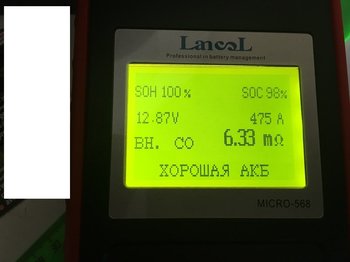 LancoL
Professional in battery management
SOH 100% SOC 98%
12.87V 475 A
ВН. СО 6.33 mΩ
ХОРОШАЯ АКБ
MICRO-568